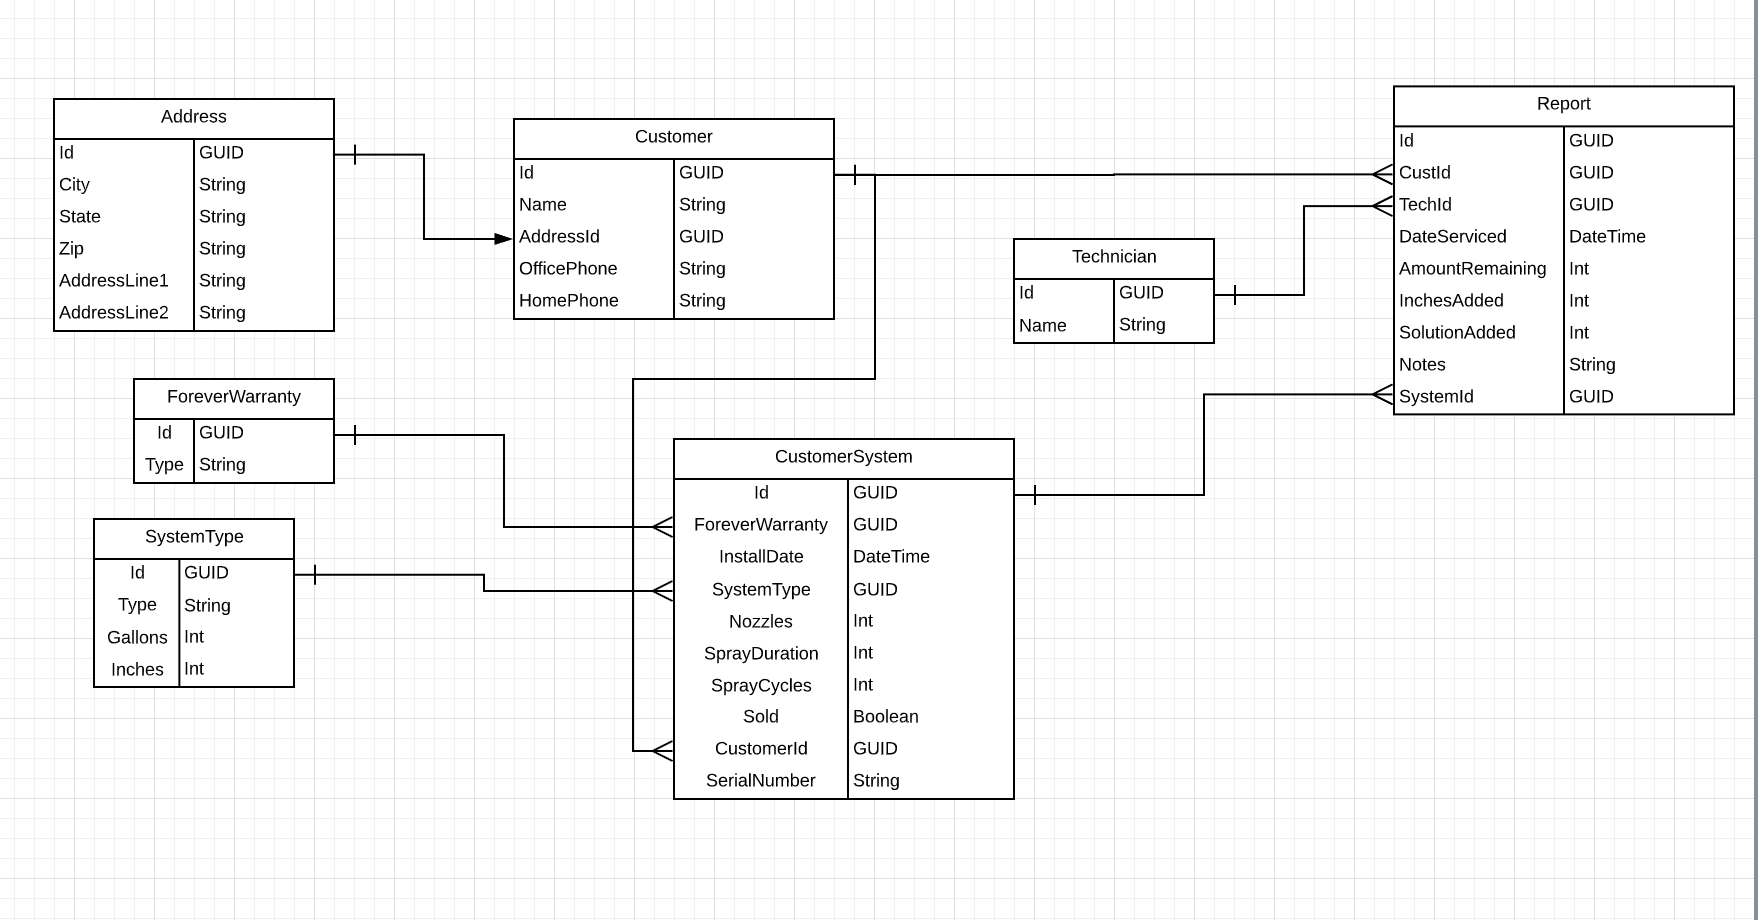 Address
Id GUID
City String
State String
Zip String
AddressLine1 String
AddressLine2 String
Customer
Id GUID
Name String
AddressId GUID
OfficePhone String
HomePhone String
Report
Id GUID
CustId GUID
TechId GUID
DateServiced DateTime
AmountRemaining Int
InchesAdded Int
SolutionAdded Int
Notes String
SystemId GUID
Technician
Id GUID
Name String
ForeverWarranty
Id GUID
Type String
SystemType
Id GUID
Type String
Gallons Int
Inches Int
CustomerSystem
Id GUID
ForeverWarranty GUID
InstallDate DateTime
SystemType GUID
Nozzles Int
SprayDuration Int
SprayCycles Int
Sold Boolean
CustomerId GUID
SerialNumber String